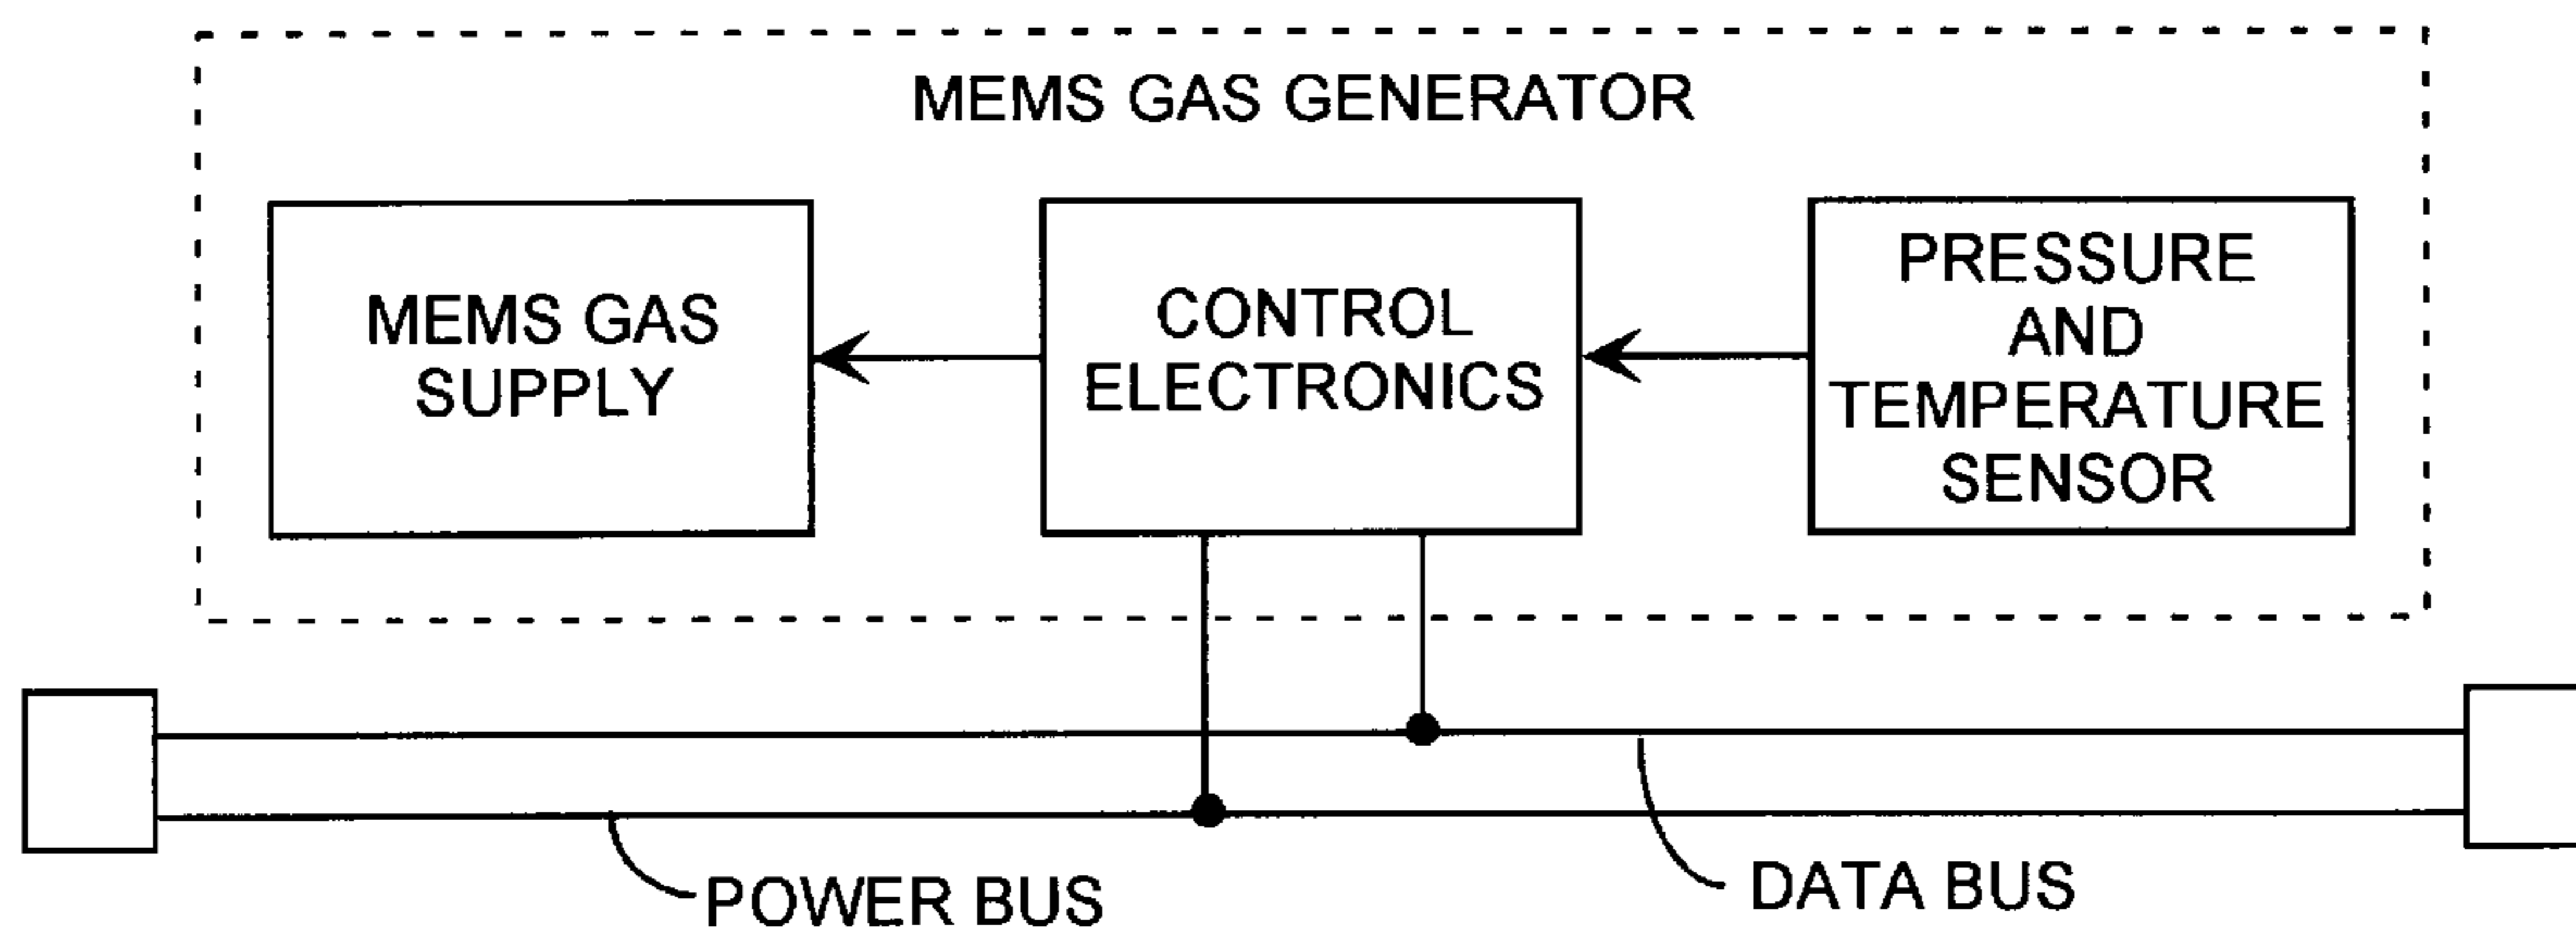 MEMS GAS GENERATOR
MEMS GAS
SUPPLY
CONTROL
ELECTRONICS
PRESSURE
AND
TEMPERATURE
SENSOR
POWER BUS
DATA BUS